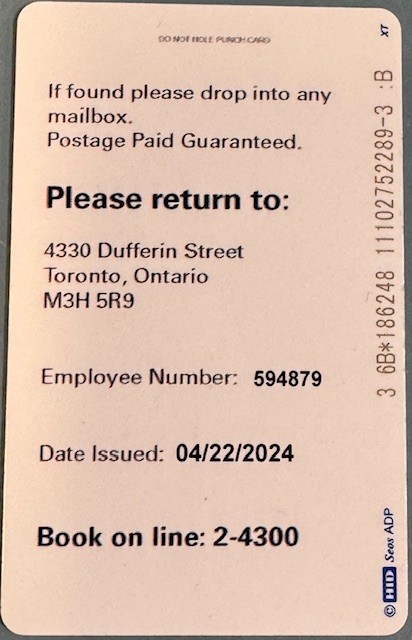 DO NOT HOLE PUNCH CARD
XT
If found please drop into any
mailbox.
Postage Paid Guaranteed.
Please return to:
4330 Dufferin Street
Toronto, Ontario
M3H 5R9
Employee Number: 594879
Date Issued: 04/22/2024
Book on line: 2-4300
3 6B*186248 11102752289-3 :B
© HID Seos ADP